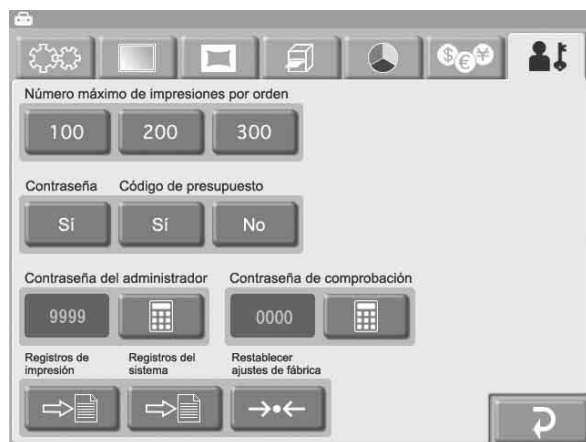 $ € ¥
Número máximo de impresiones por orden
100 200 300
Contraseña Código de presupuesto
Sí Sí No
Contraseña del administrador Contraseña de comprobación
9999 0000
Registros de impresión Registros del sistema Restablecer ajustes de fábrica